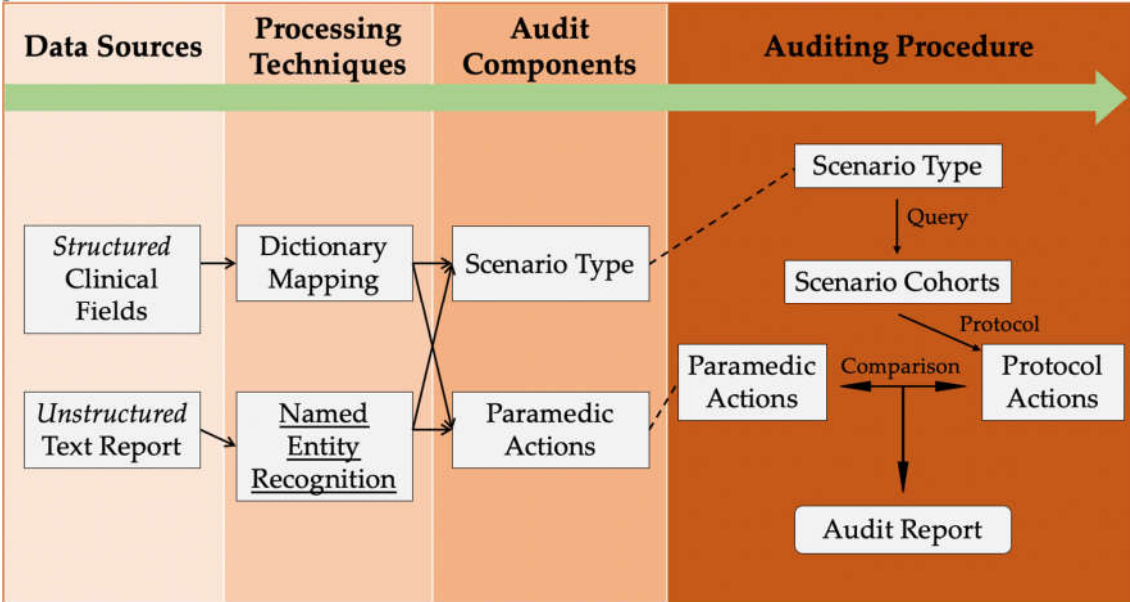 Data Sources
Processing
Techniques
Audit
Components
Auditing Procedure
Structured
Clinical
Fields
Unstructured
Text Report
Dictionary
Mapping
Named
Entity
Recognition
Scenario Type
Paramedic
Actions
Scenario Type
Query
Scenario Cohorts
Protocol
Paramedic
Actions
Comparison
Protocol
Actions
Audit Report